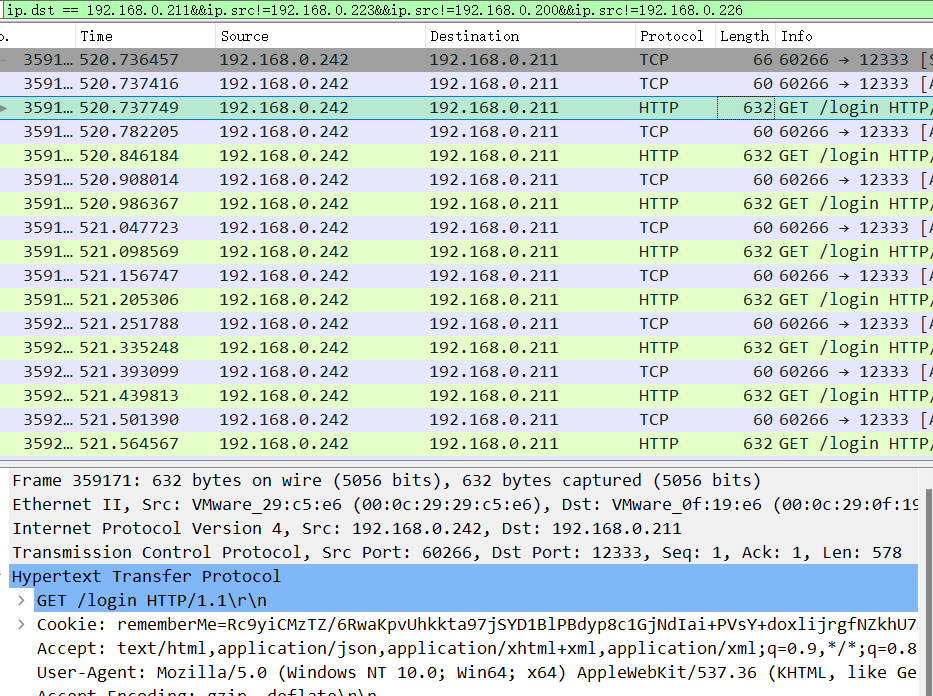 ip.dst == 192.168.0.211&&ip.src!=192.168.0.223&&ip.src!=192.168.0.200&&ip.src!=192.168.0.226
o. Time Source Destination Protocol Length Info
3591… 520.736457 192.168.0.242 192.168.0.211 TCP 66 60266 → 12333 [S
3591… 520.737416 192.168.0.242 192.168.0.211 TCP 60 60266 → 12333 [A
3591… 520.737749 192.168.0.242 192.168.0.211 HTTP 632 GET /login HTTP/
3591… 520.782205 192.168.0.242 192.168.0.211 TCP 60 60266 → 12333 [A
3591… 520.846184 192.168.0.242 192.168.0.211 HTTP 632 GET /login HTTP/
3591… 520.908014 192.168.0.242 192.168.0.211 TCP 60 60266 → 12333 [A
3591… 520.986367 192.168.0.242 192.168.0.211 HTTP 632 GET /login HTTP/
3591… 521.047723 192.168.0.242 192.168.0.211 TCP 60 60266 → 12333 [A
3591… 521.098569 192.168.0.242 192.168.0.211 HTTP 632 GET /login HTTP/
3591… 521.156747 192.168.0.242 192.168.0.211 TCP 60 60266 → 12333 [A
3591… 521.205306 192.168.0.242 192.168.0.211 HTTP 632 GET /login HTTP/
3592… 521.251788 192.168.0.242 192.168.0.211 TCP 60 60266 → 12333 [A
3592… 521.335248 192.168.0.242 192.168.0.211 HTTP 632 GET /login HTTP/
3592… 521.393099 192.168.0.242 192.168.0.211 TCP 60 60266 → 12333 [A
3592… 521.439813 192.168.0.242 192.168.0.211 HTTP 632 GET /login HTTP/
3592… 521.501390 192.168.0.242 192.168.0.211 TCP 60 60266 → 12333 [A
3592… 521.564567 192.168.0.242 192.168.0.211 HTTP 632 GET /login HTTP/
Frame 359171: 632 bytes on wire (5056 bits), 632 bytes captured (5056 bits)
Ethernet II, Src: VMware_29:c5:e6 (00:0c:29:29:c5:e6), Dst: VMware_0f:19:e6 (00:0c:29:0f:19
Internet Protocol Version 4, Src: 192.168.0.242, Dst: 192.168.0.211
Transmission Control Protocol, Src Port: 60266, Dst Port: 12333, Seq: 1, Ack: 1, Len: 578
Hypertext Transfer Protocol
GET /login HTTP/1.1\r\n
Cookie: rememberMe=Rc9yiCMzTZ/6RwaKpvUhkkta97jSYD1BlPBdyp8c1GjNdIai+PVsY+doxlijrgfNZkhU7
Accept: text/html,application/json,application/xhtml+xml,application/xml;q=0.9,*/*;q=0.8
User-Agent: Mozilla/5.0 (Windows NT 10.0; Win64; x64) AppleWebKit/537.36 (KHTML, like Ge
Accept-Encoding: gzip, deflate\r\n